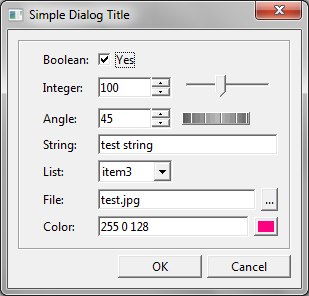 Simple Dialog Title
Boolean: Yes
Integer: 100
Angle: 45
String: test string
List: item3
File: test.jpg ...
Color: 255 0 128
OK Cancel